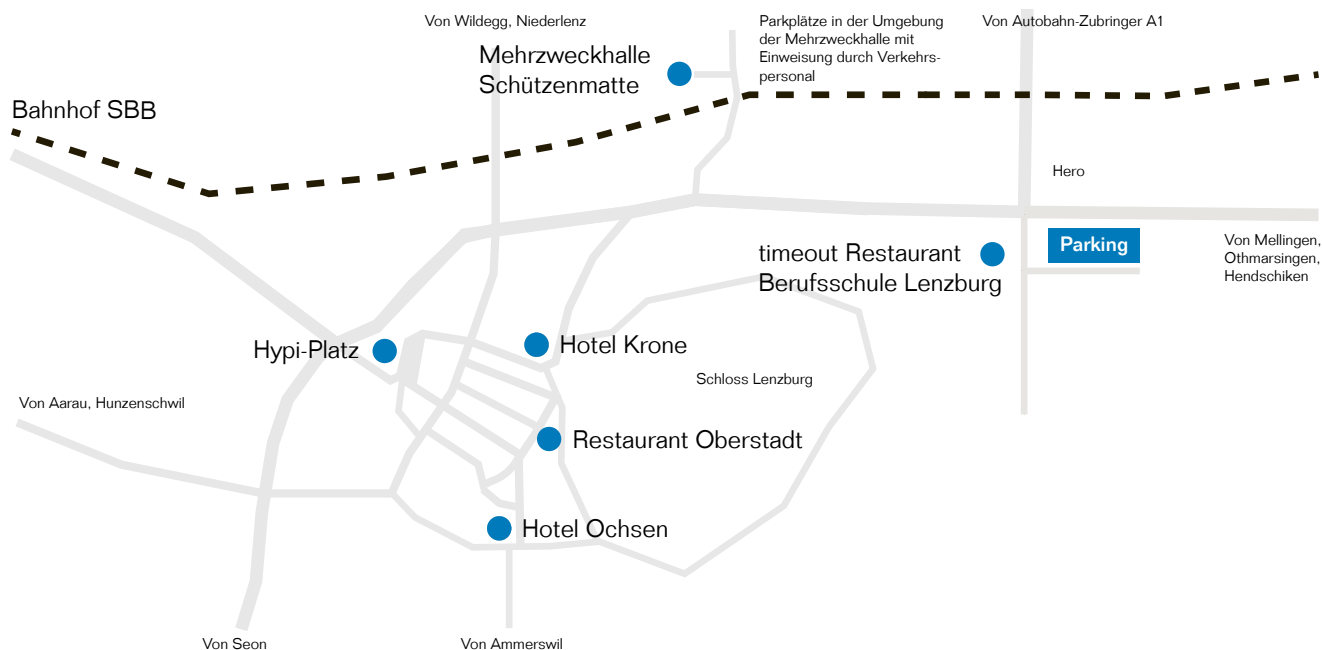 Von Wildegg, Niederlenz
Parkplätze in der Umgebung
der Mehrzweckhalle mit
Einweisung durch Verkehrs-
personal
Von Autobahn-Zubringer A1
Mehrzweckhalle
Schützenmatte
Bahnhof SBB
Hero
timeout Restaurant
Berufsschule Lenzburg
Parking
Von Mellingen,
Othmarsingen,
Hendschiken
Hypi-Platz
Hotel Krone
Schloss Lenzburg
Von Aarau, Hunzenschwil
Restaurant Oberstadt
Hotel Ochsen
Von Seon
Von Ammerswil